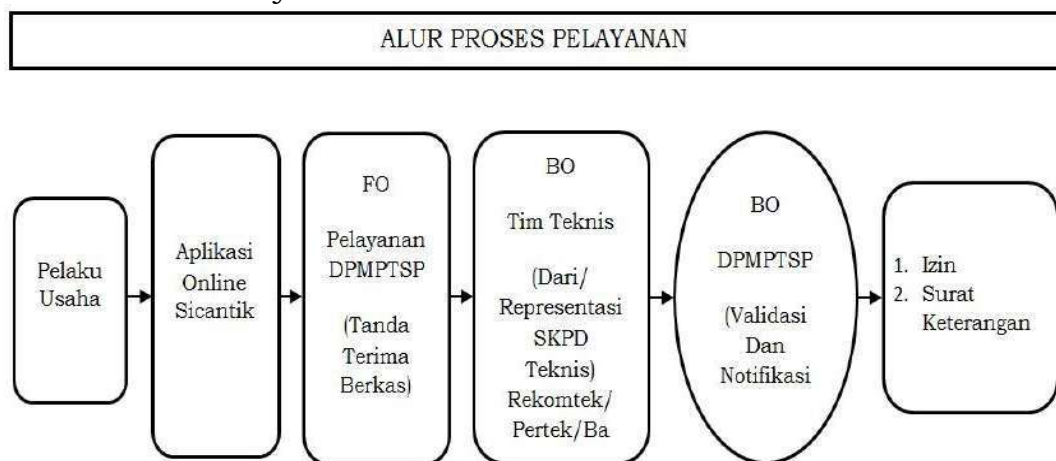 ALUR PROSES PELAYANAN
Pelaku
Usaha
Aplikasi
Online
Sicantik
FO
Pelayanan
DPMPTSP
(Tanda
Terima
Berkas)
BO
Tim Teknis
(Dari/
Representasi
SKPD
Teknis)
Rekomtek/
Pertek/Ba
BO
DPMPTSP
(Validasi
Dan
Notifikasi
1. Izin
2. Surat
Keterangan